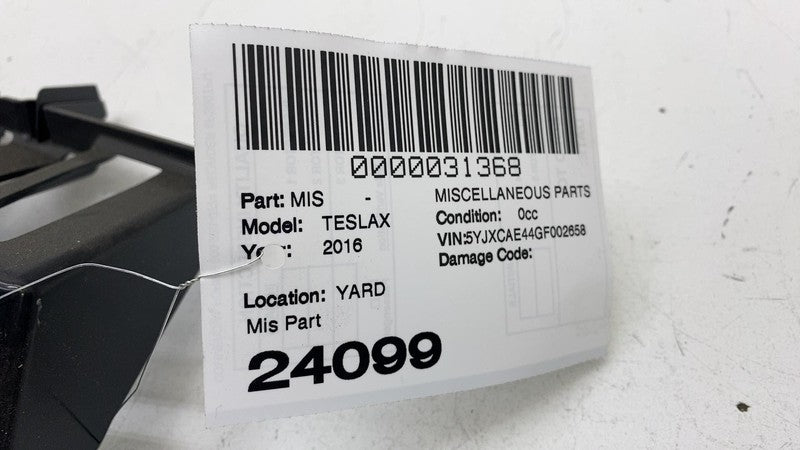 0000031368
Part: MIS - MISCELLANEOUS PARTS
Model: TESLAX Condition: 0cc
Year: 2016 VIN:5YJXCAE44GF002658
Damage Code:
Location: YARD
Mis Part
24099